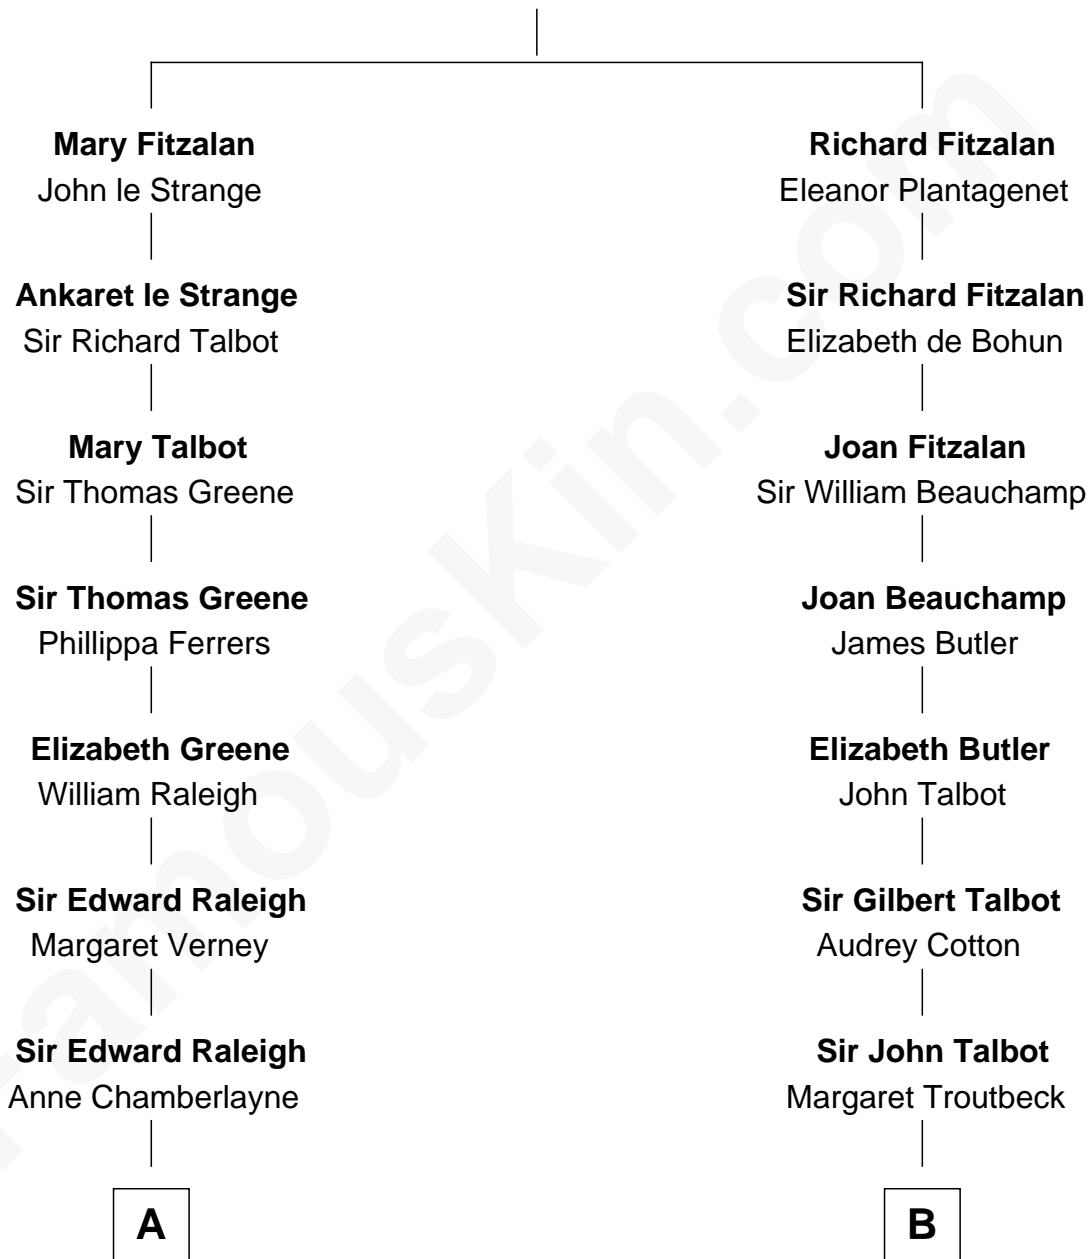 Mary Fitzalan
John le Strange
Ankaret le Strange
Sir Richard Talbot
Mary Talbot
Sir Thomas Greene
Sir Thomas Greene
Phillippa Ferrers
Elizabeth Greene
William Raleigh
Sir Edward Raleigh
Margaret Verney
Sir Edward Raleigh
Anne Chamberlayne
A
Richard Fitzalan
Eleanor Plantagenet
Sir Richard Fitzalan
Elizabeth de Bohun
Joan Fitzalan
Sir William Beauchamp
Joan Beauchamp
James Butler
Elizabeth Butler
John Talbot
Sir Gilbert Talbot
Audrey Cotton
Sir John Talbot
Margaret Troutbeck
B
FamousKin.com